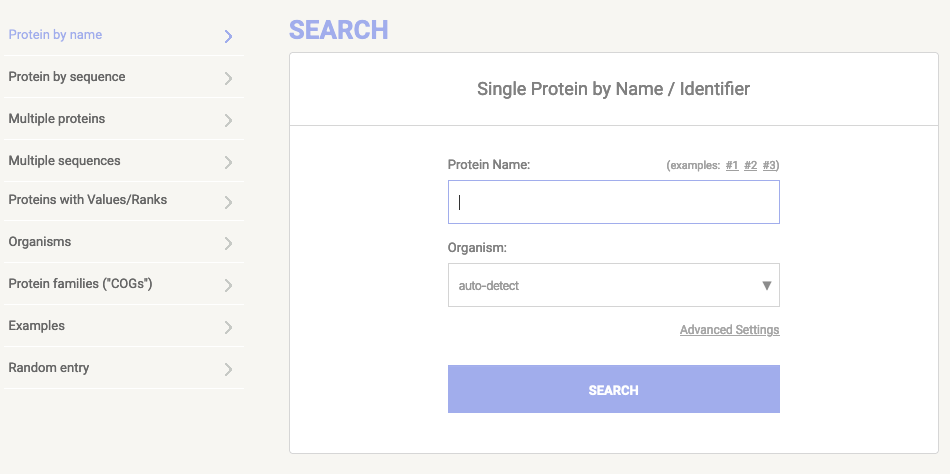 Protein by name
Protein by sequence
Multiple proteins
Multiple sequences
Proteins with Values/Ranks
Organisms
Protein families ("COGs")
Examples
Random entry
SEARCH
Single Protein by Name / Identifier
Protein Name: (examples: #1 #2 #3)
Organism:
auto-detect
Advanced Settings
SEARCH